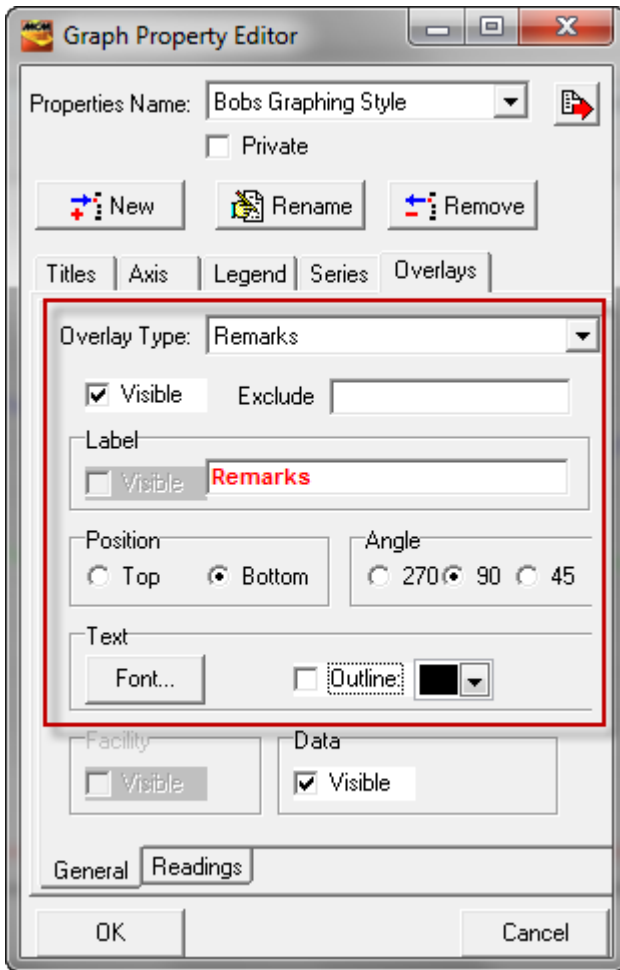 MCM Graph Property Editor
Properties Name: Bobs Graphing Style
Private
New Rename Remove
Titles Axis Legend Series Overlays
Overlay Type: Remarks
Visible Exclude
Label
Visible Remarks
Position Angle
Top Bottom 270 90 45
Text
Font... Outline:
Facility Data
Visible Visible
General Readings
OK Cancel